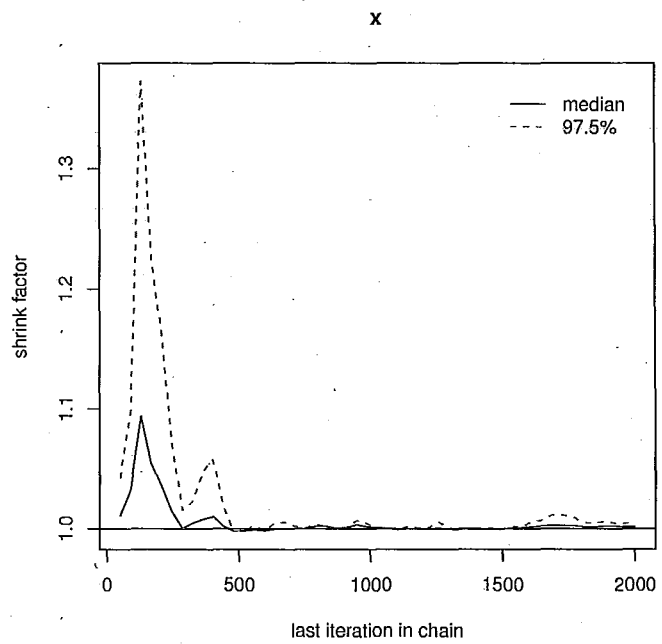 x
median
97.5%
shrink factor
1.3
1.2
1.1
1.0
0
500
1000
1500
2000
last iteration in chain